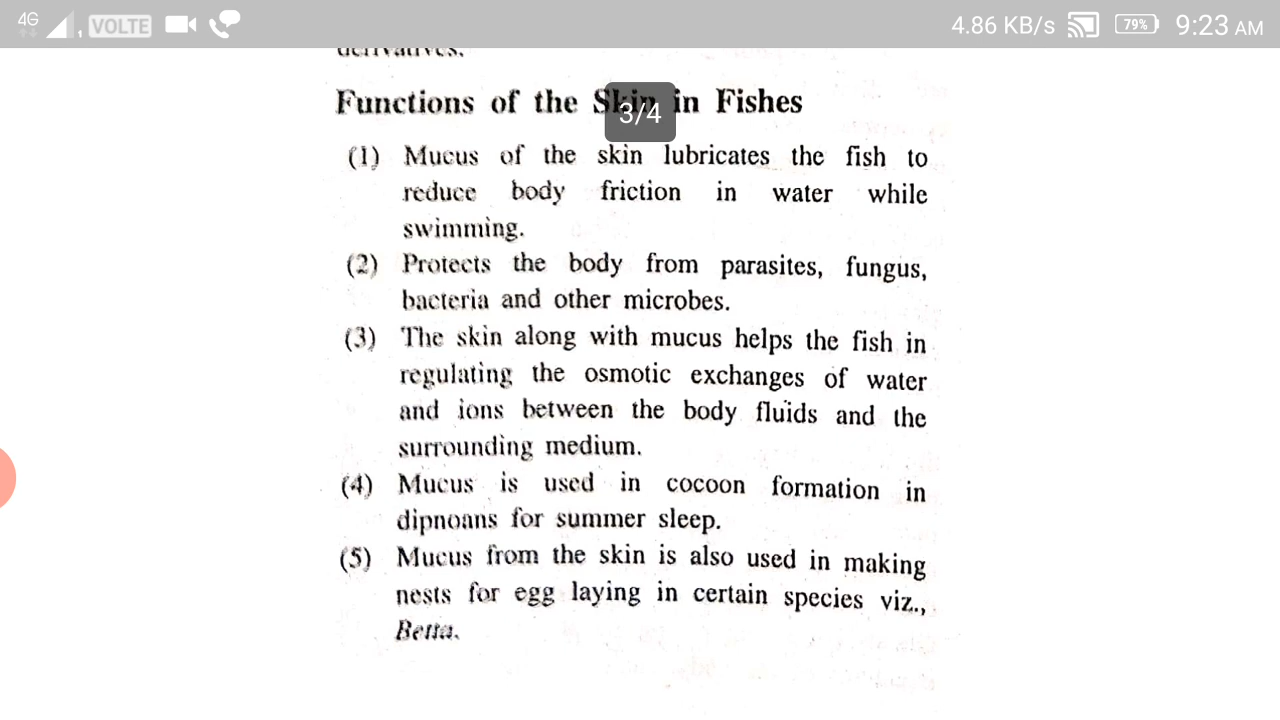 4G VOLTE 4.86 KB/s 79% 9:23 AM
derivatives.
Functions of the Skin in Fishes
3/4
(1) Mucus of the skin lubricates the fish to
reduce body friction in water while
swimming.
(2) Protects the body from parasites, fungus,
bacteria and other microbes.
(3) The skin along with mucus helps the fish in
regulating the osmotic exchanges of water
and ions between the body fluids and the
surrounding medium.
(4) Mucus is used in cocoon formation in
dipnoans for summer sleep.
(5) Mucus from the skin is also used in making
nests for egg laying in certain species viz.,
Betta.